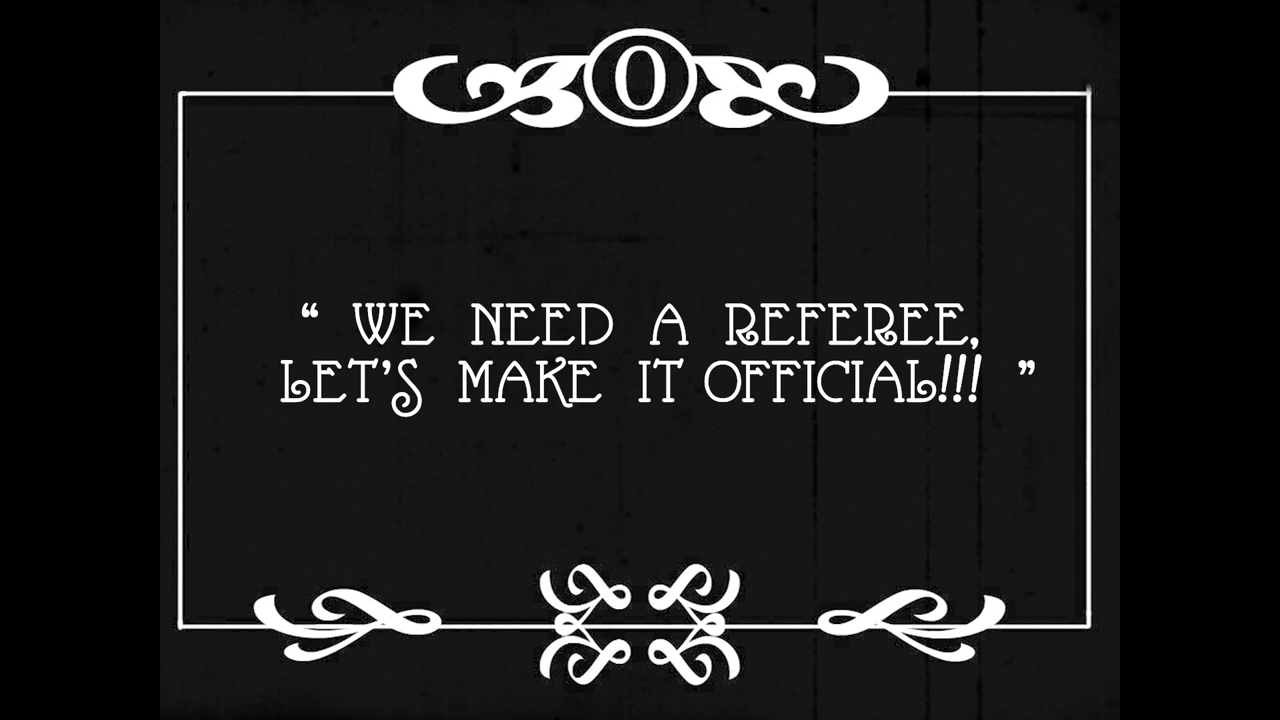 O
“ WE NEED A REFEREE,
LET’S MAKE IT OFFICIAL!!! ”